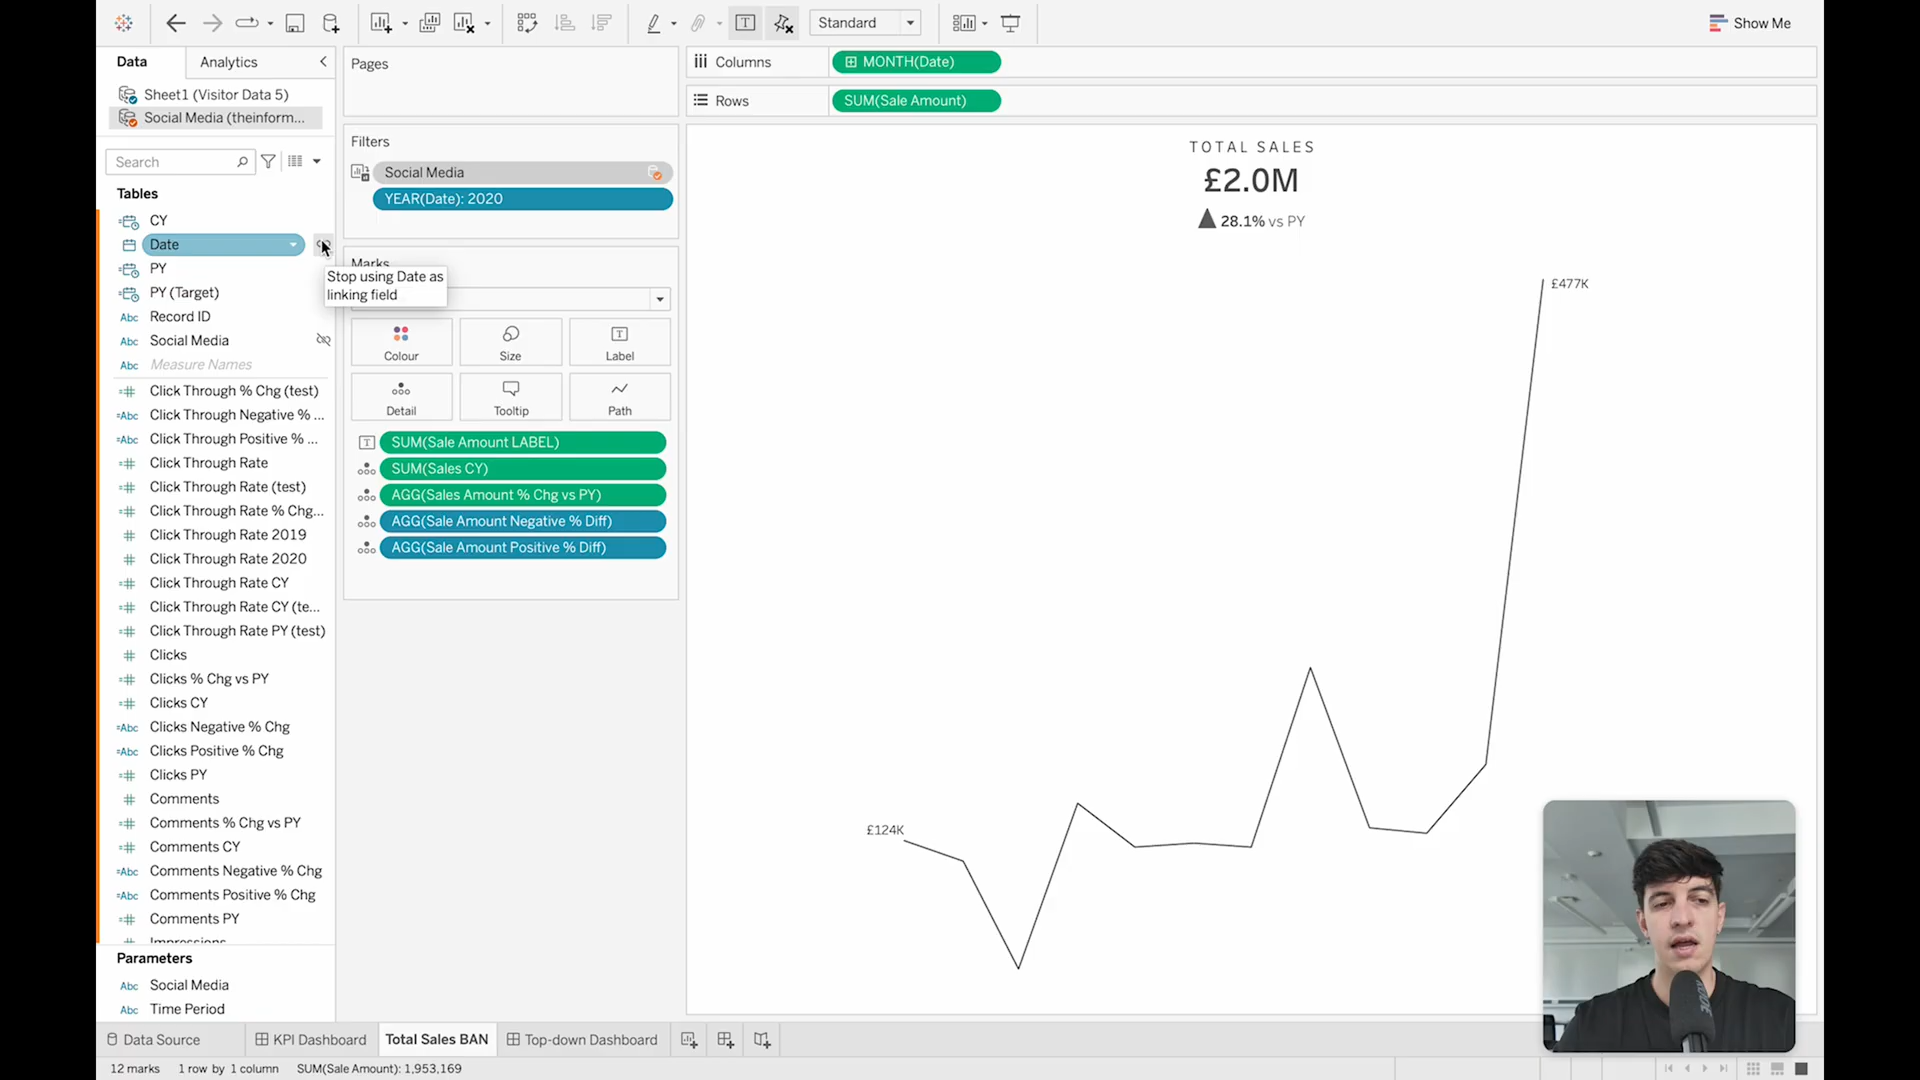 Standard
Show Me
Data
Analytics
Sheet1 (Visitor Data 5)
Social Media (theinform...
Search
Tables
CY
Date
PY
PY (Target)
Record ID
Social Media
Measure Names
Click Through % Chg (test)
Click Through Negative % ...
Click Through Positive % ...
Click Through Rate
Click Through Rate (test)
Click Through Rate % Chg...
Click Through Rate 2019
Click Through Rate 2020
Click Through Rate CY
Click Through Rate CY (te...
Click Through Rate PY (test)
Clicks
Clicks % Chg vs PY
Clicks CY
Clicks Negative % Chg
Clicks Positive % Chg
Clicks PY
Comments
Comments % Chg vs PY
Comments CY
Comments Negative % Chg
Comments Positive % Chg
Comments PY
Impressions
Parameters
Social Media
Time Period
Stop using Date as
linking field
Pages
Filters
Social Media
YEAR(Date): 2020
Marks
Colour
Size
Label
Detail
Tooltip
Path
SUM(Sale Amount LABEL)
SUM(Sales CY)
AGG(Sales Amount % Chg vs PY)
AGG(Sale Amount Negative % Diff)
AGG(Sale Amount Positive % Diff)
Columns
MONTH(Date)
Rows
SUM(Sale Amount)
TOTAL SALES
£2.0M
▲ 28.1% vs PY
£477K
£124K
Data Source
KPI Dashboard
Total Sales BAN
Top-down Dashboard
12 marks
1 row by 1 column
SUM(Sale Amount): 1,953,169